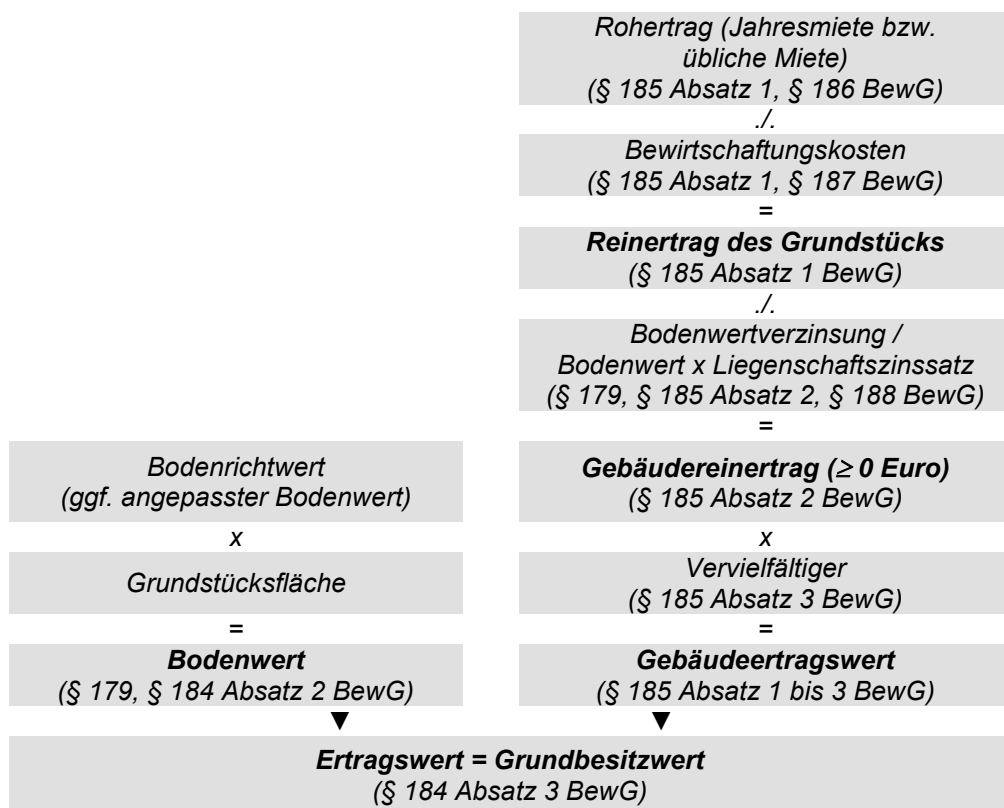 Rohertrag (Jahresmiete bzw.
übliche Miete)
(§ 185 Absatz 1, § 186 BewG)
./.
Bewirtschaftungskosten
(§ 185 Absatz 1, § 187 BewG)
=
Reinertrag des Grundstücks
(§ 185 Absatz 1 BewG)
./.
Bodenwertverzinsung /
Bodenwert x Liegenschaftszinssatz
(§ 179, § 185 Absatz 2, § 188 BewG)
=
Bodenrichtwert
(ggf. angepasster Bodenwert)
x
Grundstücksfläche
=
Bodenwert
(§ 179, § 184 Absatz 2 BewG)
▼
Gebäudereinertrag (≥ 0 Euro)
(§ 185 Absatz 2 BewG)
x
Vervielfältiger
(§ 185 Absatz 3 BewG)
=
Gebäudeertragswert
(§ 185 Absatz 1 bis 3 BewG)
▼
Ertragswert = Grundbesitzwert
(§ 184 Absatz 3 BewG)